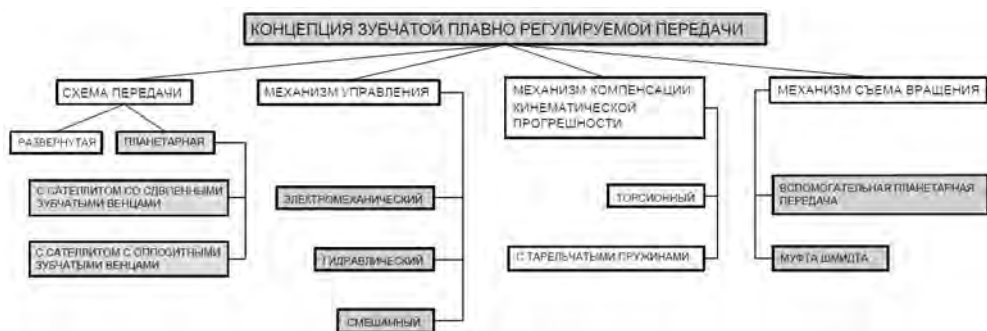 КОНЦЕПЦИЯ ЗУБЧАТОЙ ПЛАВНО РЕГУЛИРУЕМОЙ ПЕРЕДАЧИ
СХЕМА ПЕРЕДАЧИ
РАЗВЕРНУТАЯ
ПЛАНЕТАРНАЯ
С САТЕЛЛИТОМ СО СДВОЕННЫМИ
ЗУБЧАТЫМИ ВЕНЦАМИ
С САТЕЛЛИТОМ С ОППОЗИТНЫМИ
ЗУБЧАТЫМИ ВЕНЦАМИ
МЕХАНИЗМ УПРАВЛЕНИЯ
ЭЛЕКТРОМЕХАНИЧЕСКИЙ
ГИДРАВЛИЧЕСКИЙ
СМЕШАННЫЙ
МЕХАНИЗМ КОМПЕНСАЦИИ
КИНЕМАТИЧЕСКОЙ
ПРОГРЕШНОСТИ
ТОРСИОННЫЙ
С ТАРЕЛЬЧАТЫМИ ПРУЖИНАМИ
МЕХАНИЗМ СЪЕМА ВРАЩЕНИЯ
ВСПОМОГАТЕЛЬНАЯ ПЛАНЕТАРНАЯ
ПЕРЕДАЧА
МУФТА ШМИДТА